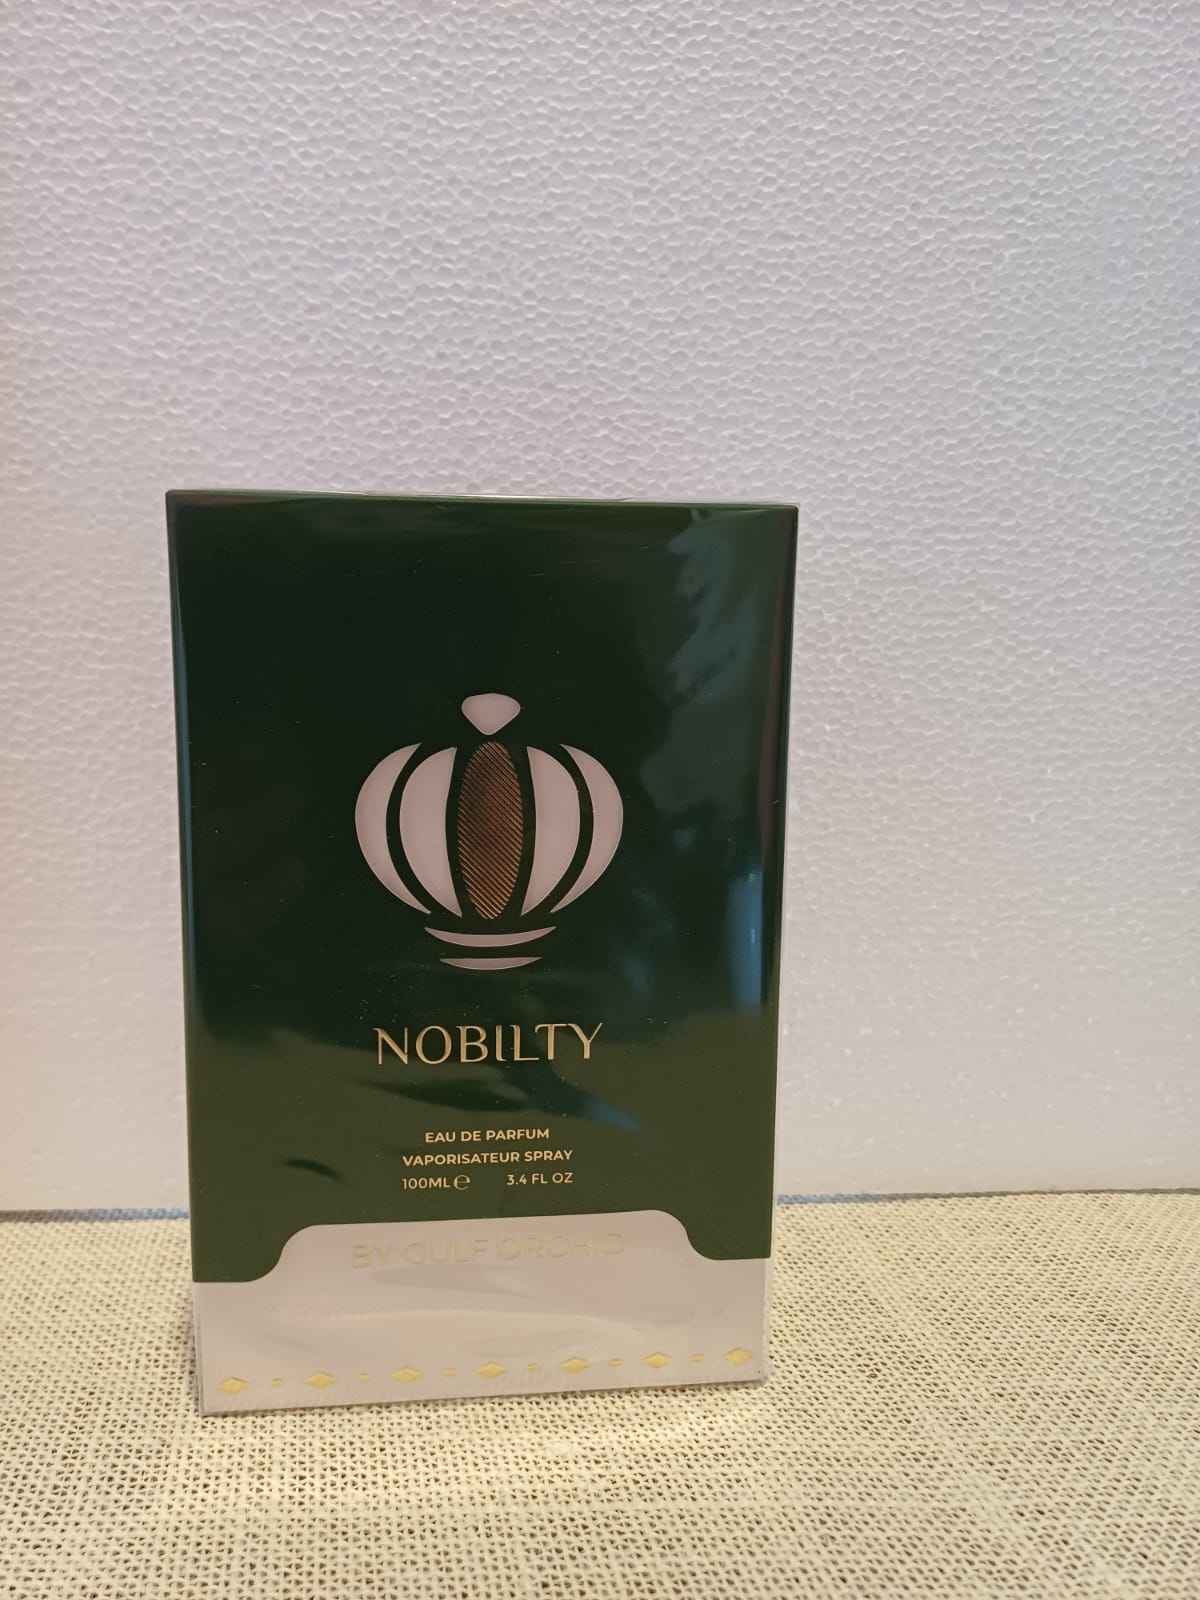 NOBILTY
EAU DE PARFUM
VAPORISATEUR SPRAY
100ML ℮ 3.4 FL OZ
BY GULF ORCHID